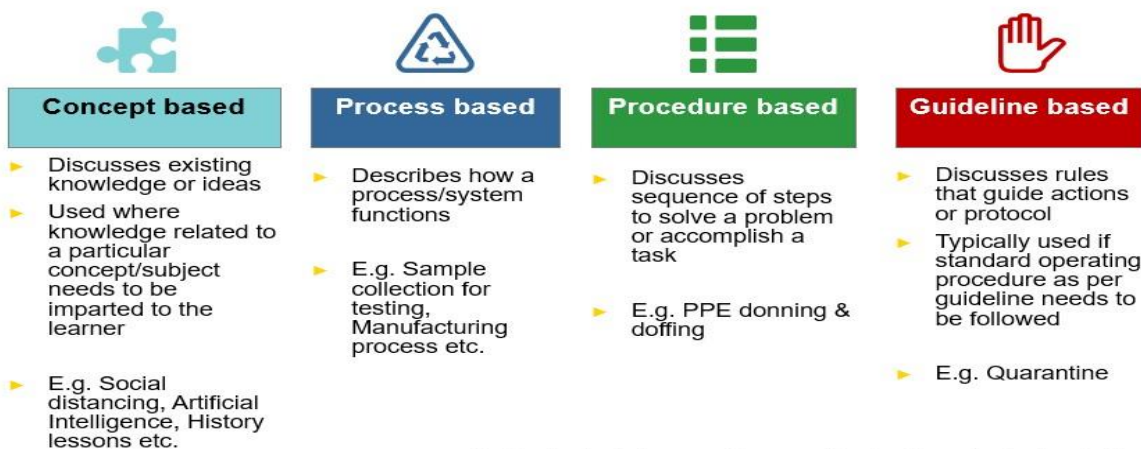 Concept based
► Discusses existing
knowledge or ideas
► Used where
knowledge related to
a particular
concept/subject
needs to be
imparted to the
learner
► E.g. Social
distancing, Artificial
Intelligence, History
lessons etc.
Process based
► Describes how a
process/system
functions
► E.g. Sample
collection for
testing,
Manufacturing
process etc.
Procedure based
► Discusses
sequence of steps
to solve a problem
or accomplish a
task
► E.g. PPE donning &
doffing
Guideline based
► Discusses rules
that guide actions
or protocol
► Typically used if
standard operating
procedure as per
guideline needs to
be followed
► E.g. Quarantine